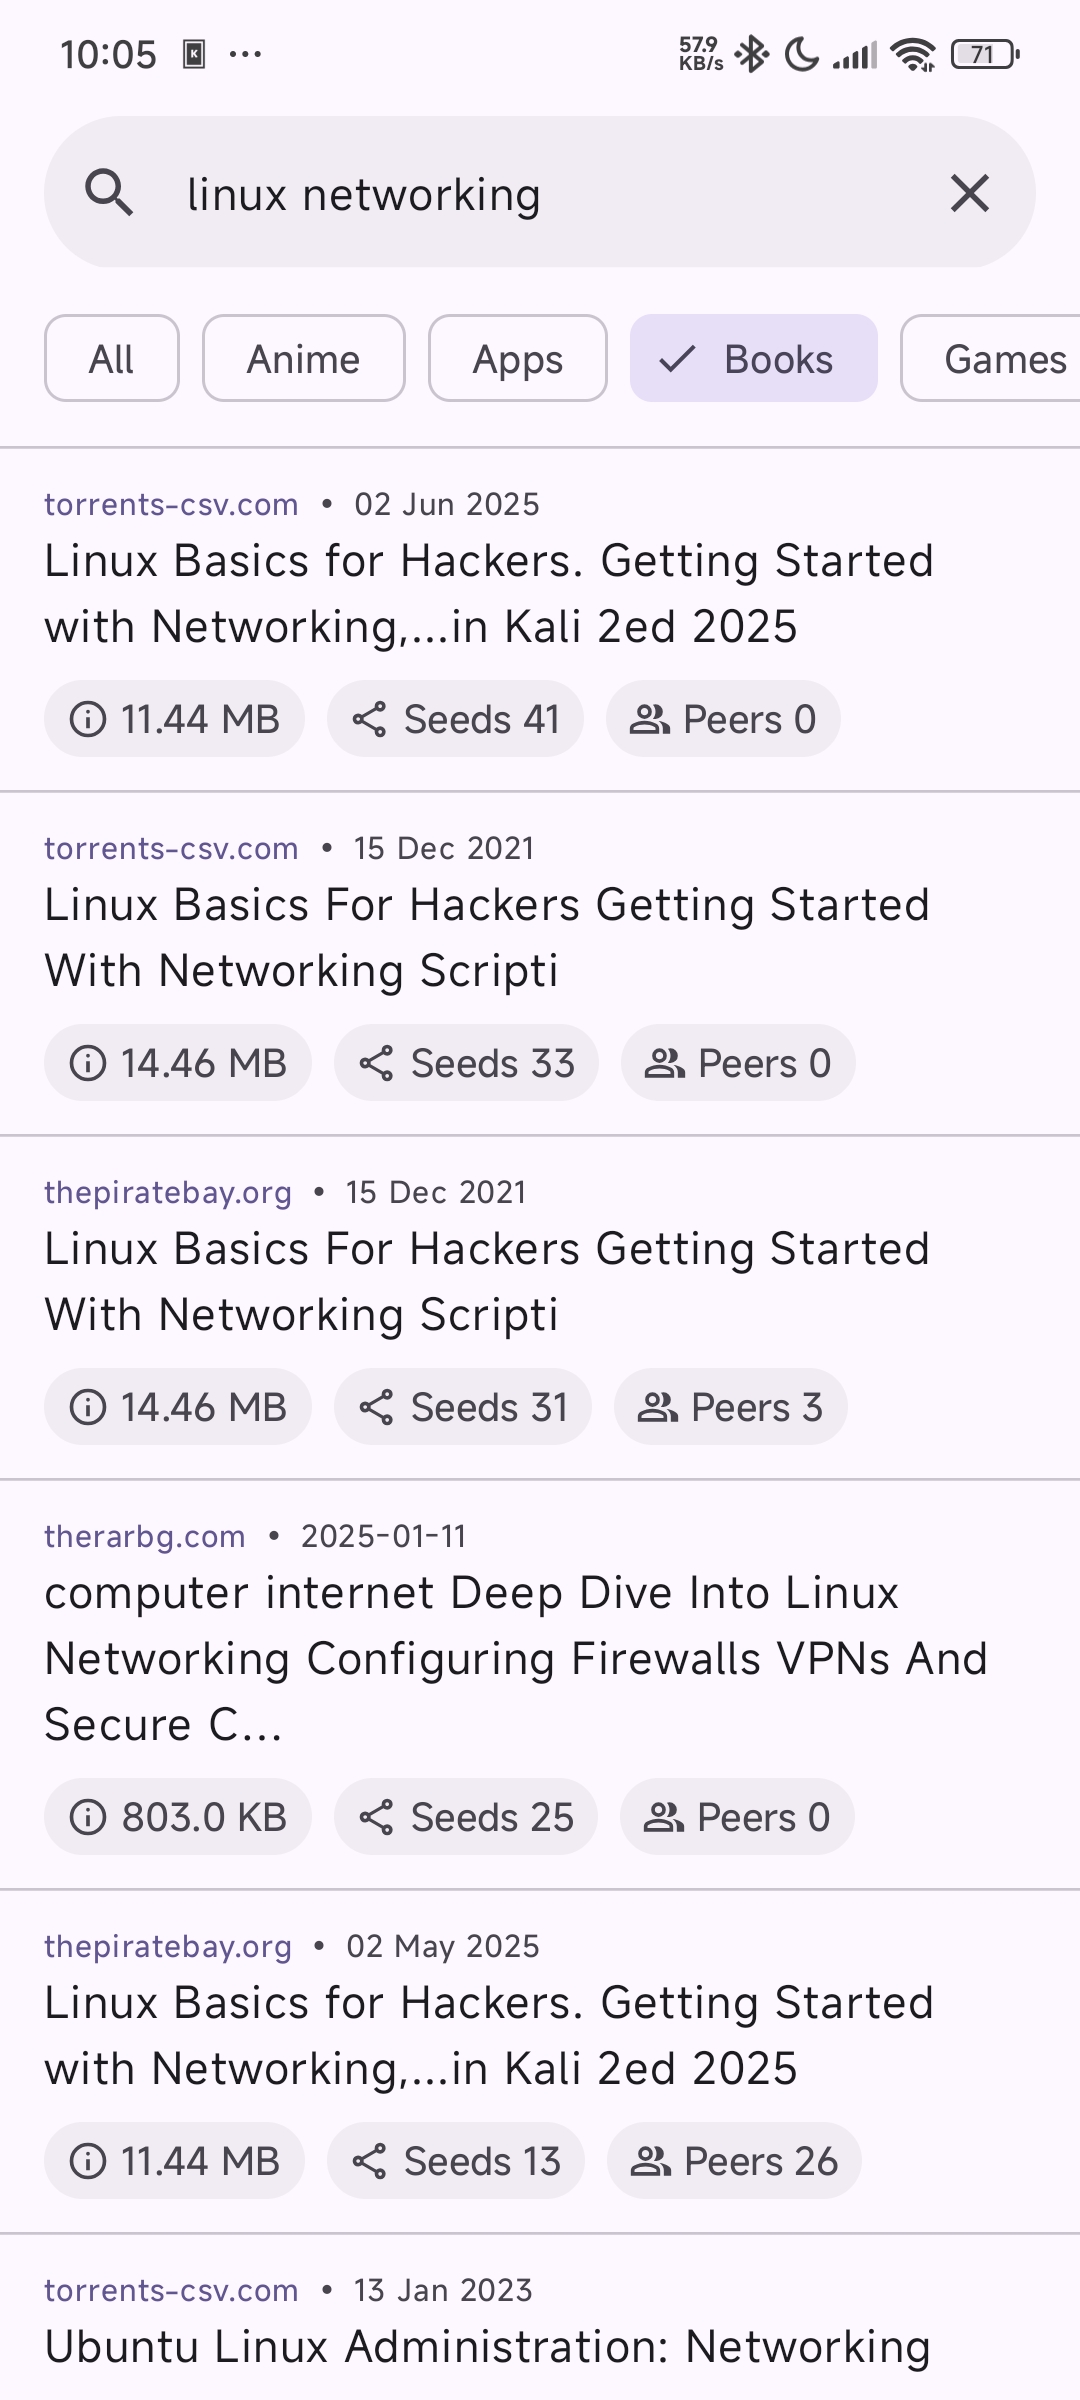 10:05 K ... 57.9 KB/s 71
linux networking
All Anime Apps Books Games
torrents-csv.com • 02 Jun 2025
Linux Basics for Hackers. Getting Started
with Networking,...in Kali 2ed 2025
11.44 MB Seeds 41 Peers 0
torrents-csv.com • 15 Dec 2021
Linux Basics For Hackers Getting Started
With Networking Scripti
14.46 MB Seeds 33 Peers 0
thepiratebay.org • 15 Dec 2021
Linux Basics For Hackers Getting Started
With Networking Scripti
14.46 MB Seeds 31 Peers 3
therarbg.com • 2025-01-11
computer internet Deep Dive Into Linux
Networking Configuring Firewalls VPNs And
Secure C...
803.0 KB Seeds 25 Peers 0
thepiratebay.org • 02 May 2025
Linux Basics for Hackers. Getting Started
with Networking,...in Kali 2ed 2025
11.44 MB Seeds 13 Peers 26
torrents-csv.com • 13 Jan 2023
Ubuntu Linux Administration: Networking